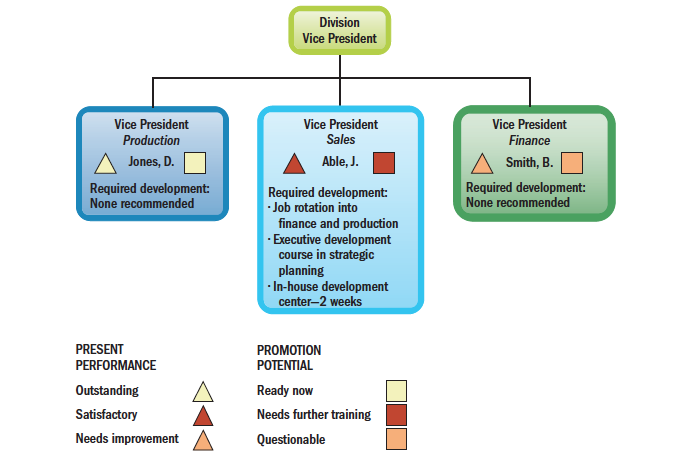 Division
Vice President
Vice President
Production
Jones, D.
Required development:
None recommended
Vice President
Sales
Able, J.
Required development:
· Job rotation into
finance and production
· Executive development
course in strategic
planning
· In-house development
center—2 weeks
Vice President
Finance
Smith, B.
Required development:
None recommended
PRESENT
PERFORMANCE
Outstanding
Satisfactory
Needs improvement
PROMOTION
POTENTIAL
Ready now
Needs further training
Questionable